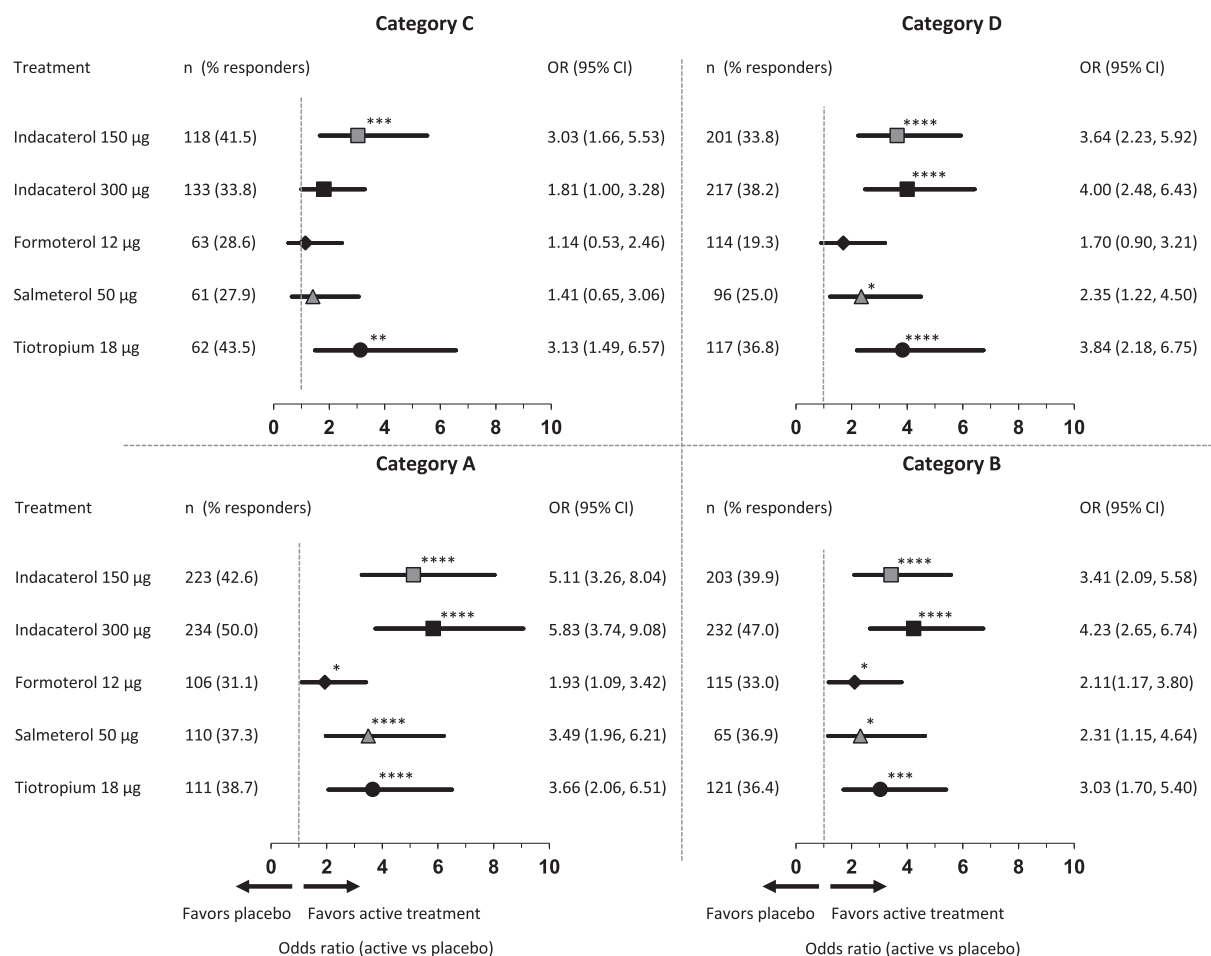 Category C
Treatment n (% responders) OR (95% CI)
***
Indacaterol 150 µg 118 (41.5) 3.03 (1.66, 5.53)
Indacaterol 300 µg 133 (33.8) 1.81 (1.00, 3.28)
Formoterol 12 µg 63 (28.6) 1.14 (0.53, 2.46)
Salmeterol 50 µg 61 (27.9) 1.41 (0.65, 3.06)
**
Tiotropium 18 µg 62 (43.5) 3.13 (1.49, 6.57)
0 2 4 6 8 10
Category D
n (% responders) OR (95% CI)
****
201 (33.8) 3.64 (2.23, 5.92)
****
217 (38.2) 4.00 (2.48, 6.43)
114 (19.3) 1.70 (0.90, 3.21)
*
96 (25.0) 2.35 (1.22, 4.50)
****
117 (36.8) 3.84 (2.18, 6.75)
0 2 4 6 8 10
Category A
Treatment n (% responders) OR (95% CI)
****
Indacaterol 150 µg 223 (42.6) 5.11 (3.26, 8.04)
****
Indacaterol 300 µg 234 (50.0) 5.83 (3.74, 9.08)
*
Formoterol 12 µg 106 (31.1) 1.93 (1.09, 3.42)
****
Salmeterol 50 µg 110 (37.3) 3.49 (1.96, 6.21)
****
Tiotropium 18 µg 111 (38.7) 3.66 (2.06, 6.51)
0 2 4 6 8 10
Favors placebo Favors active treatment
Odds ratio (active vs placebo)
Category B
n (% responders) OR (95% CI)
****
203 (39.9) 3.41 (2.09, 5.58)
****
232 (47.0) 4.23 (2.65, 6.74)
*
115 (33.0) 2.11(1.17, 3.80)
*
65 (36.9) 2.31 (1.15, 4.64)
***
121 (36.4) 3.03 (1.70, 5.40)
0 2 4 6 8 10
Favors placebo Favors active treatment
Odds ratio (active vs placebo)